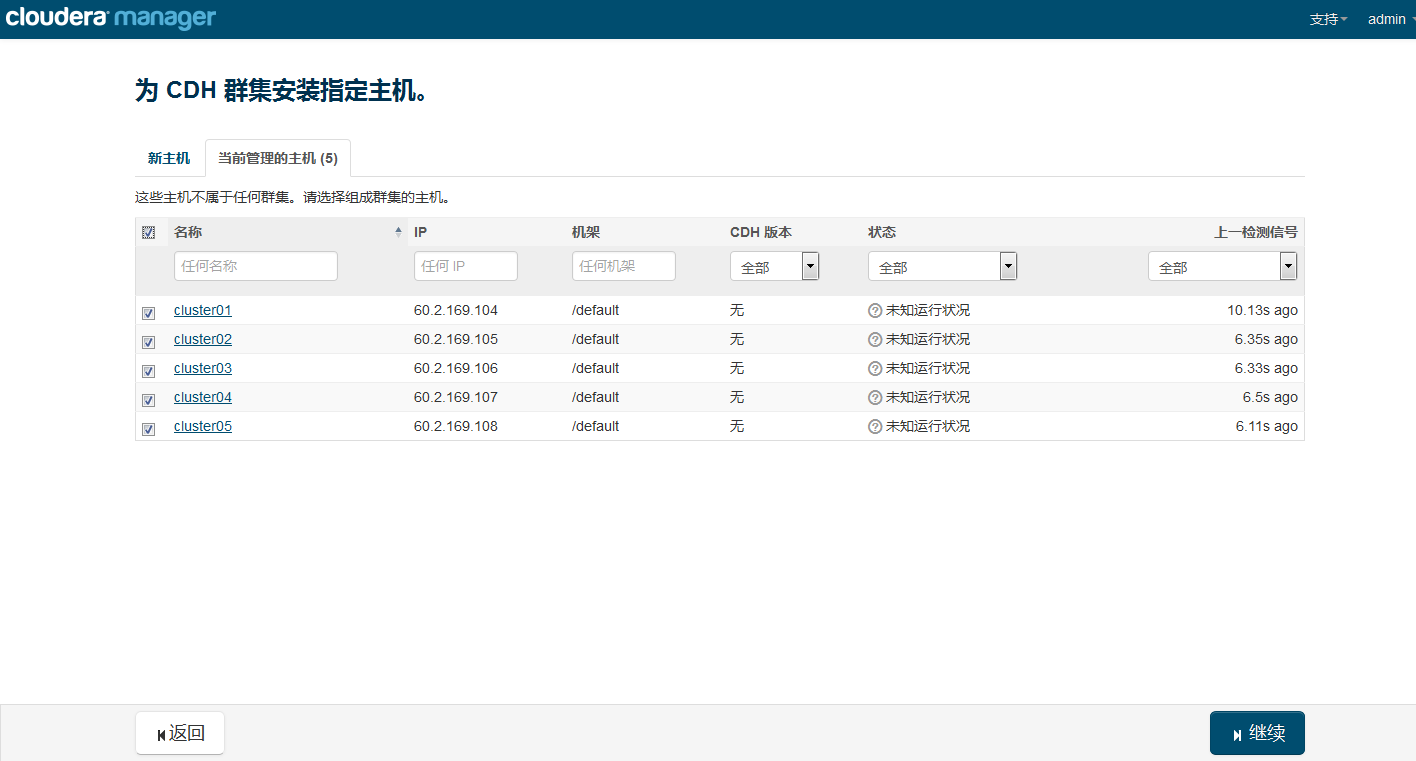 cloudera manager 支持 admin
为 CDH 群集安装指定主机。
新主机 当前管理的主机 (5)
这些主机不属于任何群集。请选择组成群集的主机。
名称 IP 机架 CDH 版本 状态 上一检测信号
任何名称 任何 IP 任何机架 全部 全部 全部
cluster01 60.2.169.104 /default 无 未知运行状况 10.13s ago
cluster02 60.2.169.105 /default 无 未知运行状况 6.35s ago
cluster03 60.2.169.106 /default 无 未知运行状况 6.33s ago
cluster04 60.2.169.107 /default 无 未知运行状况 6.5s ago
cluster05 60.2.169.108 /default 无 未知运行状况 6.11s ago
返回 继续